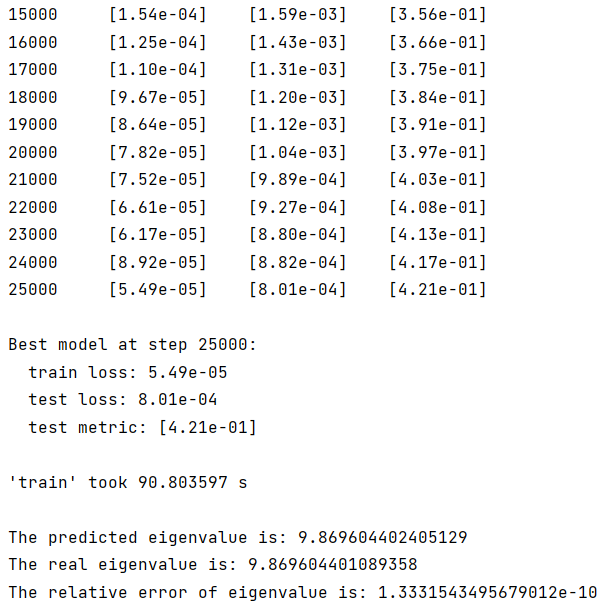 15000     [1.54e-04]    [1.59e-03]    [3.56e-01]
16000     [1.25e-04]    [1.43e-03]    [3.66e-01]
17000     [1.10e-04]    [1.31e-03]    [3.75e-01]
18000     [9.67e-05]    [1.20e-03]    [3.84e-01]
19000     [8.64e-05]    [1.12e-03]    [3.91e-01]
20000     [7.82e-05]    [1.04e-03]    [3.97e-01]
21000     [7.52e-05]    [9.89e-04]    [4.03e-01]
22000     [6.61e-05]    [9.27e-04]    [4.08e-01]
23000     [6.17e-05]    [8.80e-04]    [4.13e-01]
24000     [8.92e-05]    [8.82e-04]    [4.17e-01]
25000     [5.49e-05]    [8.01e-04]    [4.21e-01]

Best model at step 25000:
  train loss: 5.49e-05
  test loss: 8.01e-04
  test metric: [4.21e-01]

'train' took 90.803597 s

The predicted eigenvalue is: 9.869604402405129
The real eigenvalue is: 9.869604401089358
The relative error of eigenvalue is: 1.3331543495679012e-10